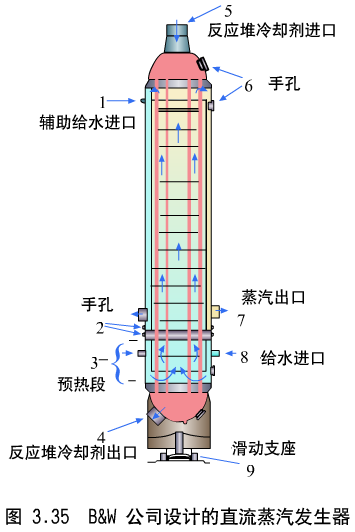 5
反应堆冷却剂进口
手孔
6
1
辅助给水进口
手孔
蒸汽出口
7
2
3
8 给水进口
预热段
4
反应堆冷却剂出口
滑动支座
9
图 3.35 B&W 公司设计的直流蒸汽发生器